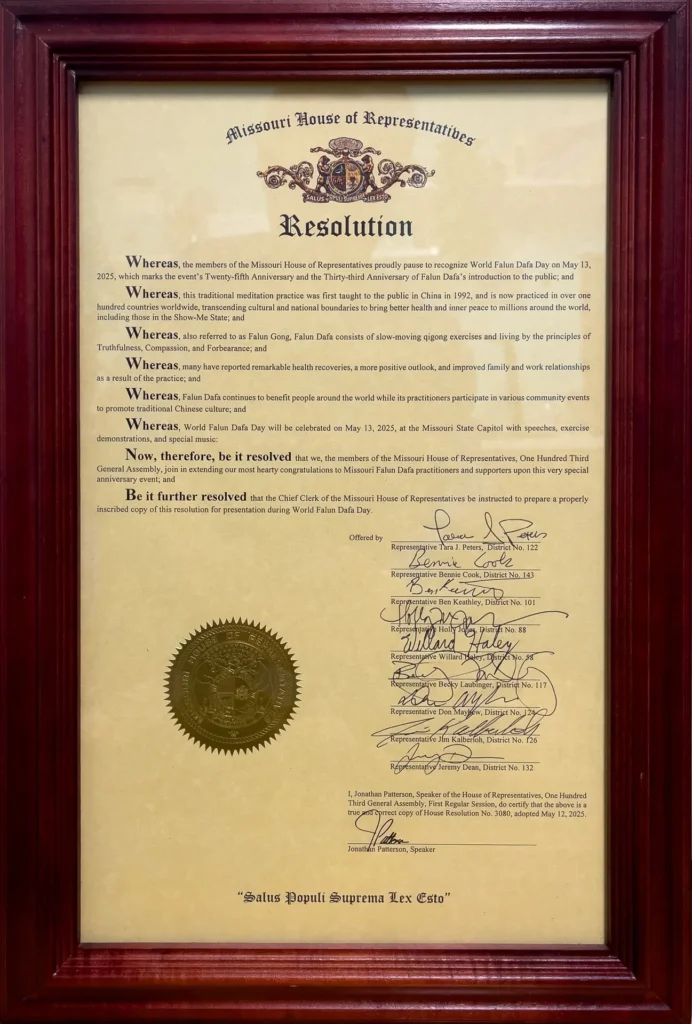 Missouri House of Representatives
SALUS POPULI SUPREMA LEX ESTO
Resolution
Whereas, the members of the Missouri House of Representatives proudly pause to recognize World Falun Dafa Day on May 13,
2025, which marks the event's Twenty-fifth Anniversary and the Thirty-third Anniversary of Falun Dafa's introduction to the public; and
Whereas, this traditional meditation practice was first taught to the public in China in 1992, and is now practiced in over one
hundred countries worldwide, transcending cultural and national boundaries to bring better health and inner peace to millions around the world,
including those in the Show-Me State; and
Whereas, also referred to as Falun Gong, Falun Dafa consists of slow-moving qigong exercises and living by the principles of
Truthfulness, Compassion, and Forbearance; and
Whereas, many have reported remarkable health recoveries, a more positive outlook, and improved family and work relationships
as a result of the practice; and
Whereas, Falun Dafa continues to benefit people around the world while its practitioners participate in various community events
to promote traditional Chinese culture; and
Whereas, World Falun Dafa Day will be celebrated on May 13, 2025, at the Missouri State Capitol with speeches, exercise
demonstrations, and special music:
Now, therefore, be it resolved that we, the members of the Missouri House of Representatives, One Hundred Third
General Assembly, join in extending our most hearty congratulations to Missouri Falun Dafa practitioners and supporters upon this very special
anniversary event; and
Be it further resolved that the Chief Clerk of the Missouri House of Representatives be instructed to prepare a properly
inscribed copy of this resolution for presentation during World Falun Dafa Day.
Offered by Tara J Peters
Representative Tara J. Peters, District No. 122
Bennie Cook
Representative Bennie Cook, District No. 143
Ben Keathley
Representative Ben Keathley, District No. 101
Holly Jones
Representative Holly Jones, District No. 88
Willard Haley
Representative Willard Haley, District No. 58
Representative Becky Laubinger, District No. 117
Representative Don Mayhew, District No. 124
Jim Kalberloh
Representative Jim Kalberloh, District No. 126
Representative Jeremy Dean, District No. 132
I, Jonathan Patterson, Speaker of the House of Representatives, One Hundred
Third General Assembly, First Regular Session, do certify that the above is a
true and correct copy of House Resolution No. 3080, adopted May 12, 2025.
J Patterson
Jonathan Patterson, Speaker
"Salus Populi Suprema Lex Esto"